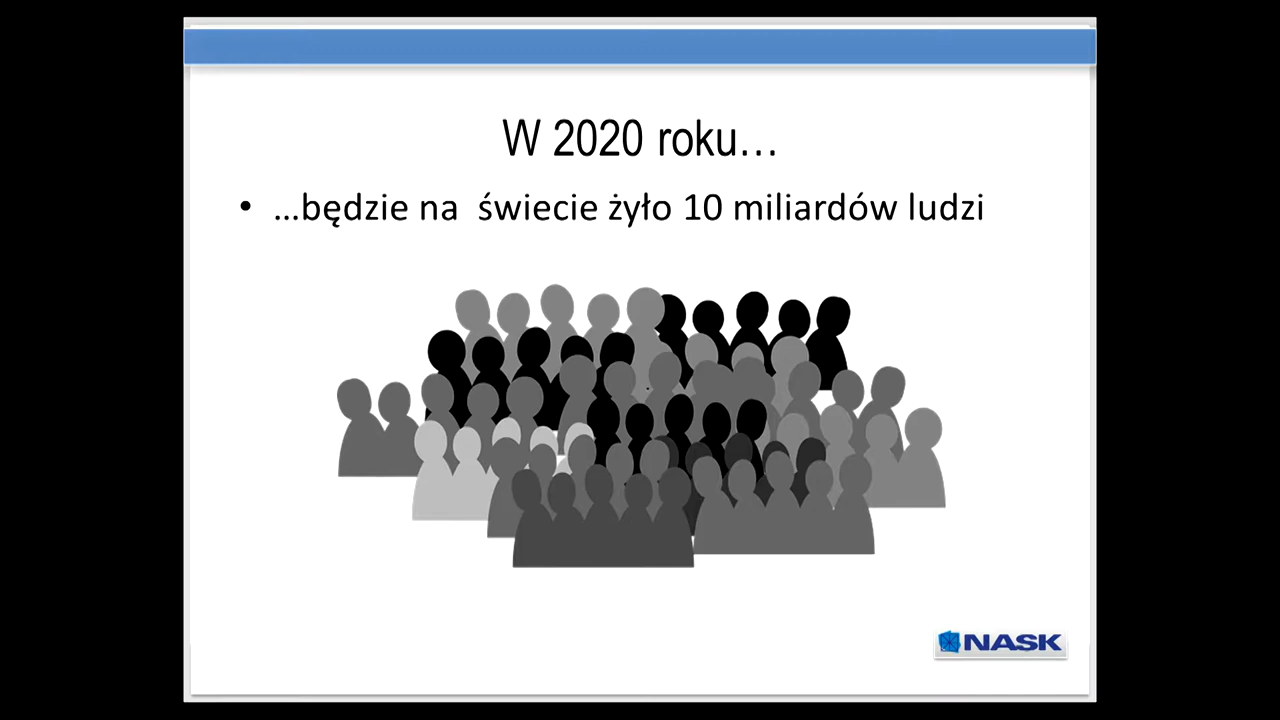 W 2020 roku…
• …będzie na  świecie żyło 10 miliardów ludzi
NASK